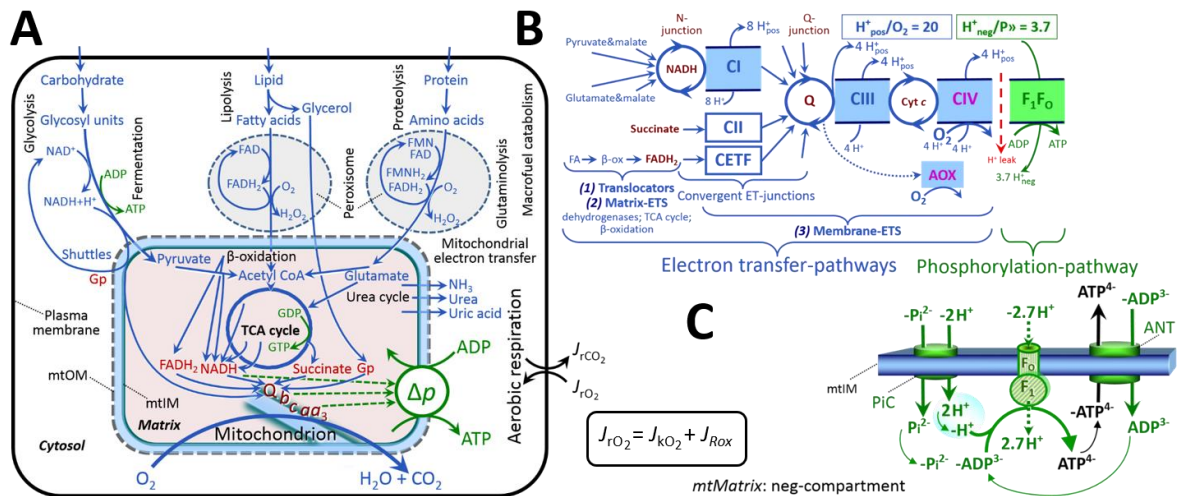 A
Carbohydrate
Lipid
Protein
Glycolysis
Lipolysis
Proteolysis
Glycerol
Glycosyl units
Fatty acids
Amino acids
Macrofuel catabolism
NAD⁺
NADH+H⁺
ADP
ATP
Fermentation
FAD
FADH₂
O₂
H₂O₂
Peroxisome
FMN
FAD
FMNH₂
FADH₂
O₂
H₂O₂
Glutaminolysis
Shuttles
Gp
Pyruvate
β-oxidation
Acetyl CoA
Glutamate
Mitochondrial
electron transfer
NH₃
Urea cycle
Urea
Uric acid
Plasma
membrane
TCA cycle
GDP
GTP
FADH₂
NADH
Succinate
Gp
Q
b
c
aa₃
ADP
Δp
ATP
mtOM
mtIM
Matrix
Mitochondrion
Cytosol
O₂
H₂O + CO₂
Aerobic respiration
JrCO₂
JrO₂
JrO₂ = JkO₂ + JRox
B
N-
junction
Q-
junction
8 H⁺pos
H⁺pos/O₂ = 20
H⁺neg/P» = 3.7
Pyruvate&malate
Glutamate&malate
NADH
CI
8 H⁺
Q
4 H⁺pos
CIII
4 H⁺
4 H⁺pos
Cyt c
4 H⁺pos
CIV
O₂
4 H⁺
4 H⁺
H⁺ leak
F₁FO
ADP
ATP
3.7 H⁺neg
Succinate
CII
FA
β-ox
FADH₂
CETF
AOX
O₂
(1) Translocators
(2) Matrix-ETS
dehydrogenases; TCA cycle;
β-oxidation
Convergent ET-junctions
(3) Membrane-ETS
Electron transfer-pathways
Phosphorylation-pathway
C
-Pi²⁻
-2H⁺
-2.7H⁺
ATP⁴⁻
-ADP³⁻
ANT
mtIM
FO
F₁
PiC
Pi²⁻
2H⁺
-H⁺
2.7H⁺
-ATP⁴⁻
ADP³⁻
-Pi²⁻
-ADP³⁻
ATP⁴⁻
mtMatrix: neg-compartment